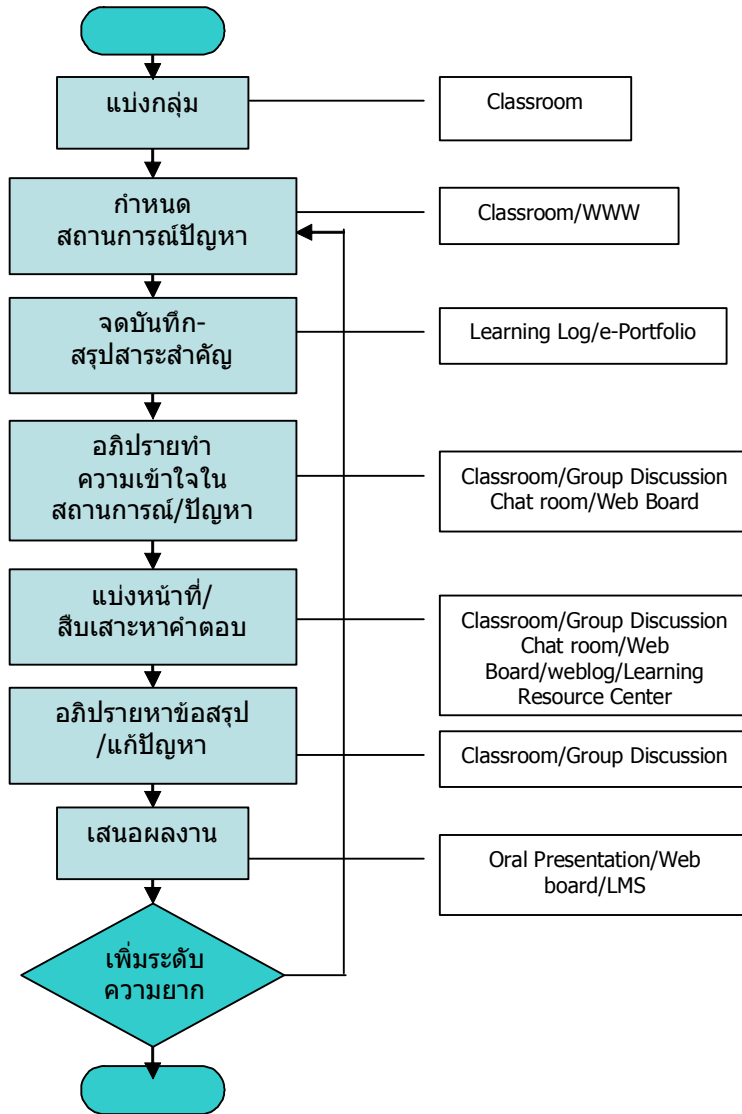 แบ่งกลุ่ม
Classroom
กำหนด
สถานการณ์ปัญหา
Classroom/WWW
จดบันทึก-
สรุปสาระสำคัญ
Learning Log/e-Portfolio
อภิปรายทำ
ความเข้าใจใน
สถานการณ์/ปัญหา
Classroom/Group Discussion
Chat room/Web Board
แบ่งหน้าที่/
สืบเสาะหาคำตอบ
Classroom/Group Discussion
Chat room/Web
Board/weblog/Learning
Resource Center
อภิปรายหาข้อสรุป
/แก้ปัญหา
Classroom/Group Discussion
เสนอผลงาน
Oral Presentation/Web
board/LMS
เพิ่มระดับ
ความยาก